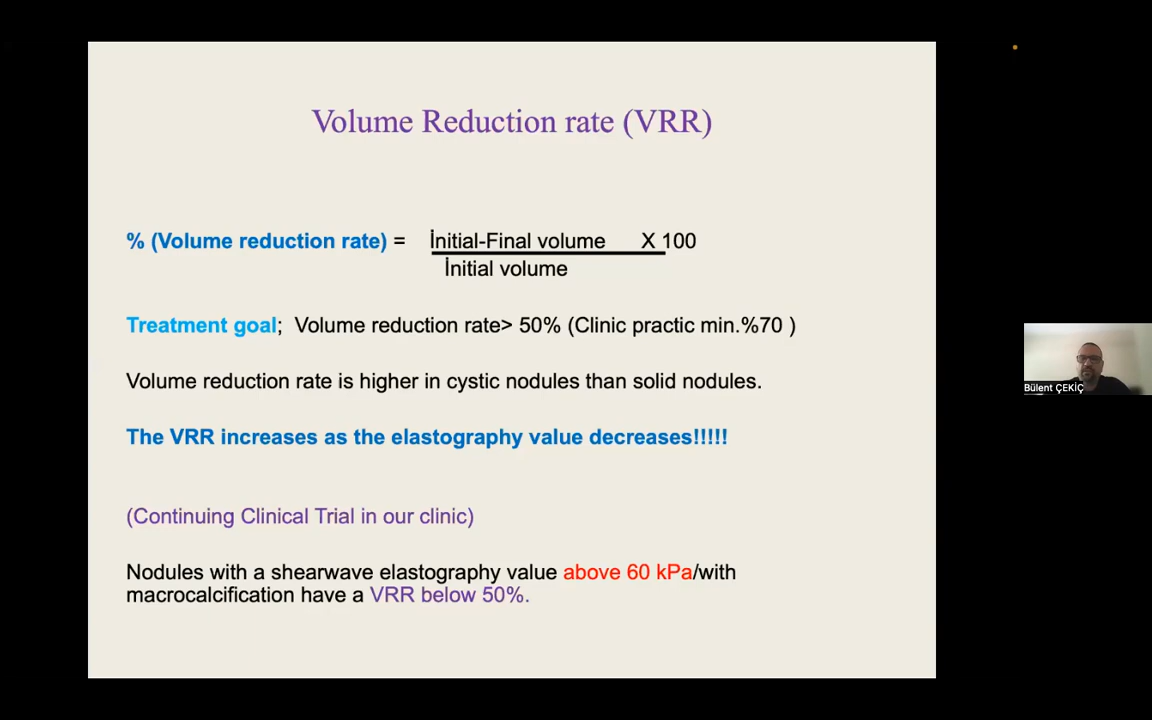 Volume Reduction rate (VRR)
% (Volume reduction rate) = İnitial-Final volume X 100
İnitial volume
Treatment goal; Volume reduction rate> 50% (Clinic practic min.%70 )
Volume reduction rate is higher in cystic nodules than solid nodules.
The VRR increases as the elastography value decreases!!!!!
(Continuing Clinical Trial in our clinic)
Nodules with a shearwave elastography value above 60 kPa/with
macrocalcification have a VRR below 50%.
Bülent ÇEKİÇ